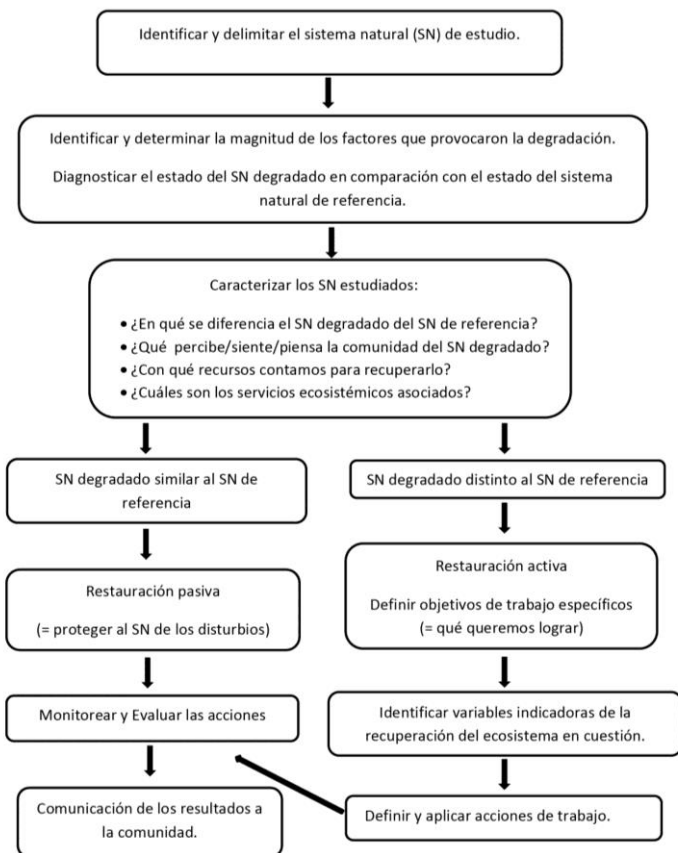 Identificar y delimitar el sistema natural (SN) de estudio.
Identificar y determinar la magnitud de los factores que provocaron la degradación.
Diagnosticar el estado del SN degradado en comparación con el estado del sistema
natural de referencia.
Caracterizar los SN estudiados:
• ¿En qué se diferencia el SN degradado del SN de referencia?
• ¿Qué percibe/siente/piensa la comunidad del SN degradado?
• ¿Con qué recursos contamos para recuperarlo?
• ¿Cuáles son los servicios ecosistémicos asociados?
SN degradado similar al SN de
referencia
Restauración pasiva
(= proteger al SN de los disturbios)
Monitorear y Evaluar las acciones
Comunicación de los resultados a
la comunidad.
SN degradado distinto al SN de referencia
Restauración activa
Definir objetivos de trabajo específicos
(= qué queremos lograr)
Identificar variables indicadoras de la
recuperación del ecosistema en cuestión.
Definir y aplicar acciones de trabajo.